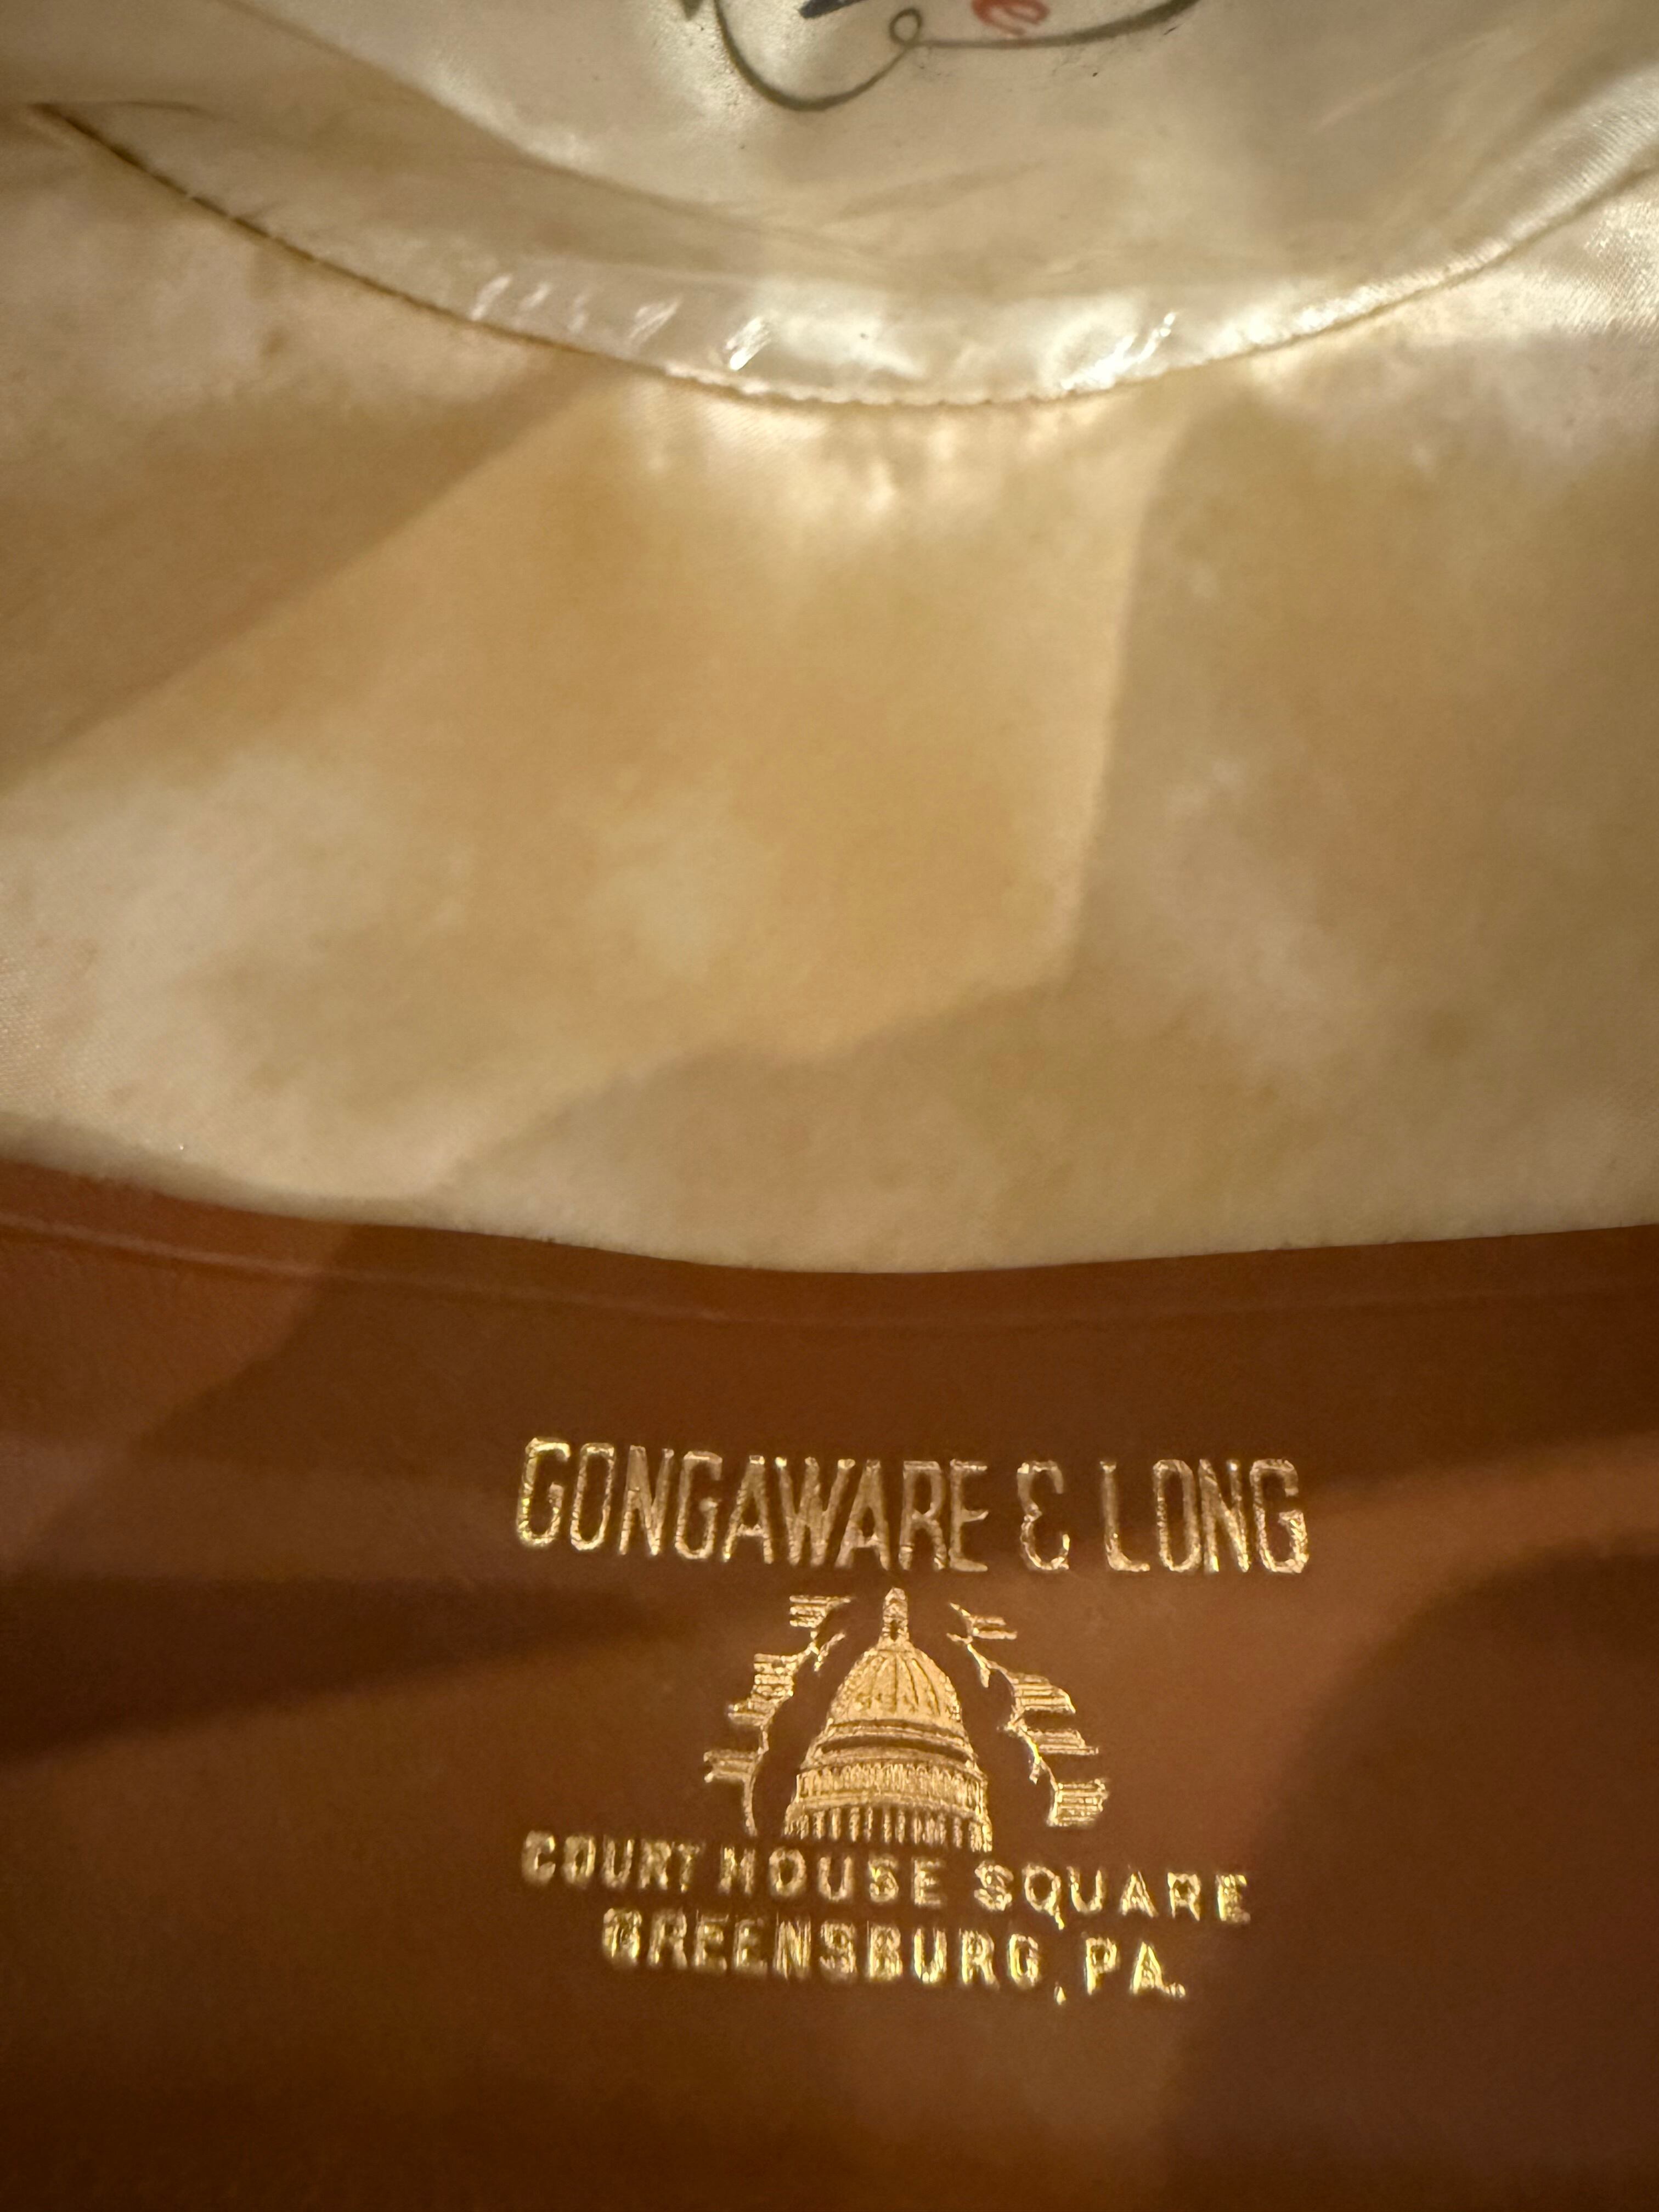 GONGAWARE & LONG
COURT HOUSE SQUARE
GREENSBURG, PA.